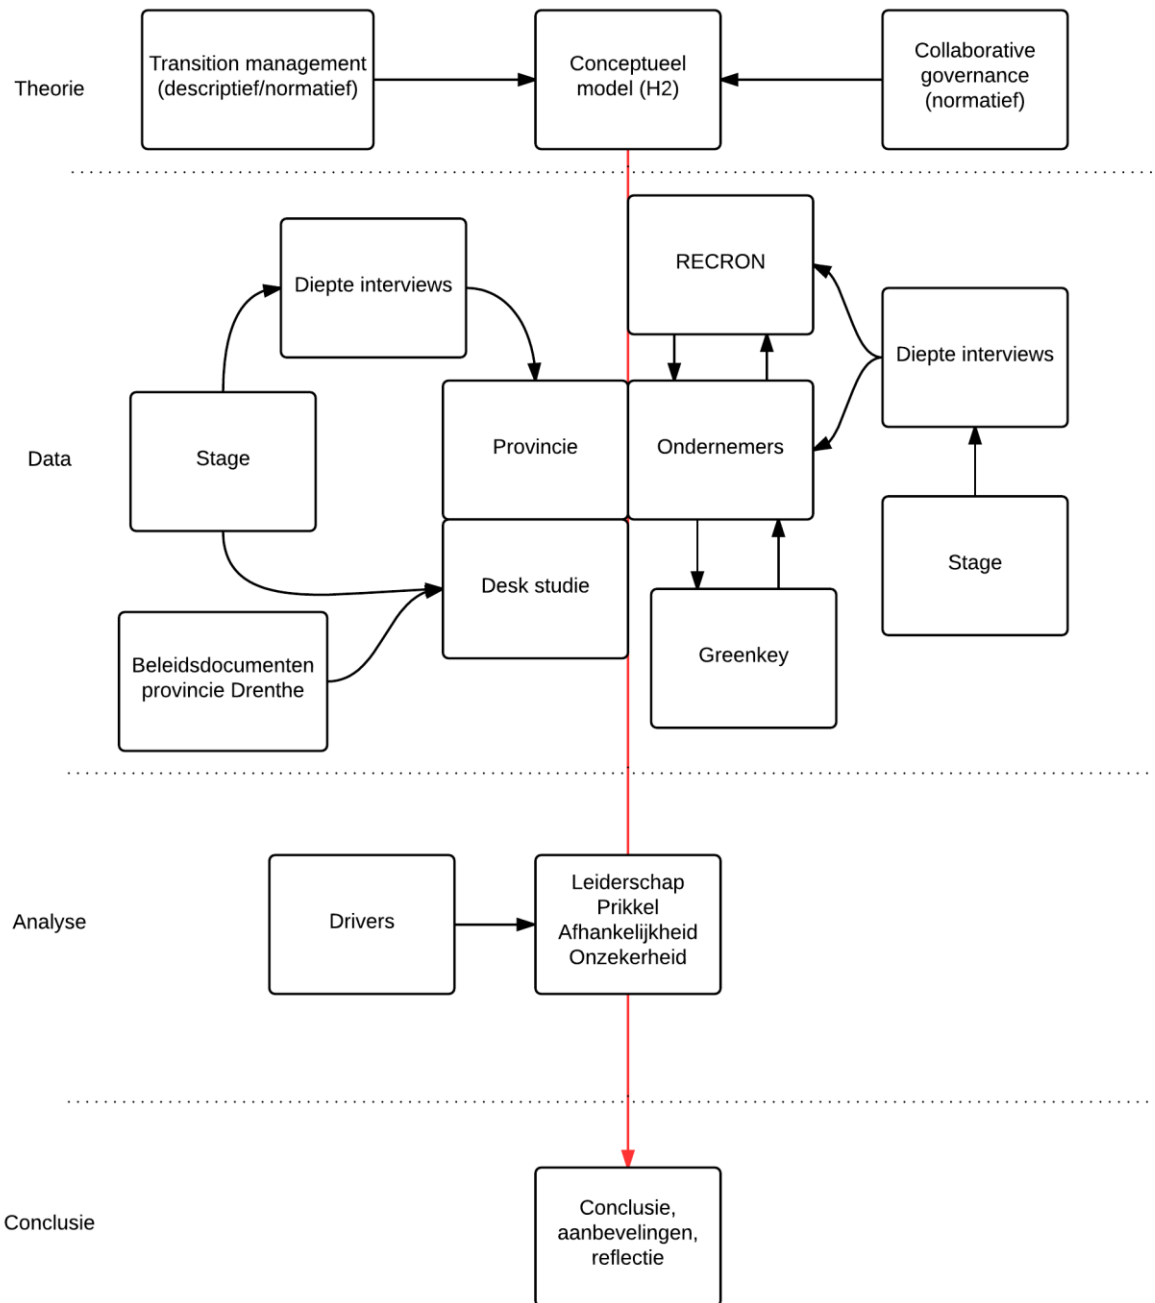 Theorie
Transition management
(descriptief/normatief)
Conceptueel
model (H2)
Collaborative
governance
(normatief)
Data
Diepte interviews
RECRON
Diepte interviews
Stage
Provincie
Ondernemers
Stage
Desk studie
Beleidsdocumenten
provincie Drenthe
Greenkey
Analyse
Drivers
Leiderschap
Prikkel
Afhankelijkheid
Onzekerheid
Conclusie
Conclusie,
aanbevelingen,
reflectie